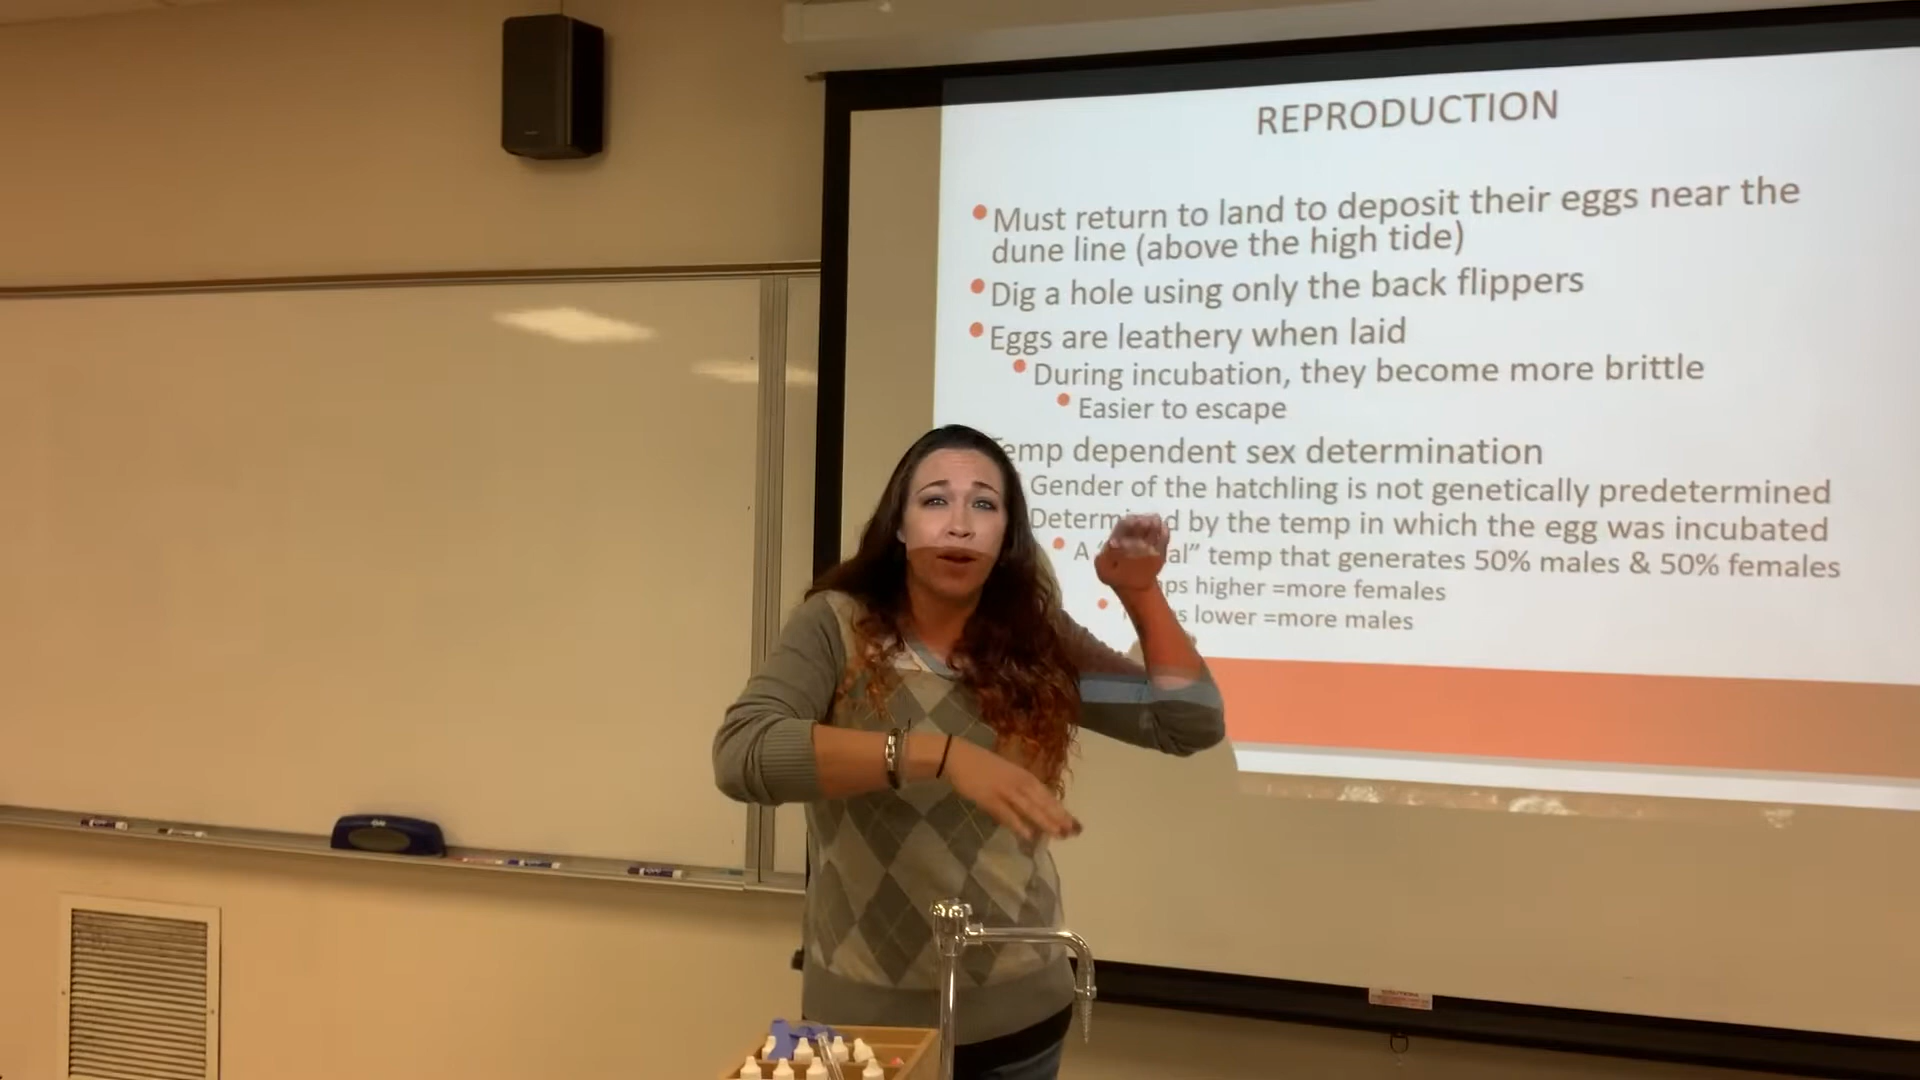 REPRODUCTION
Must return to land to deposit their eggs near the
dune line (above the high tide)
Dig a hole using only the back flippers
Eggs are leathery when laid
During incubation, they become more brittle
Easier to escape
emp dependent sex determination
Gender of the hatchling is not genetically predetermined
Determ d by the temp in which the egg was incubated
A al” temp that generates 50% males & 50% females
ps higher =more females
s lower =more males